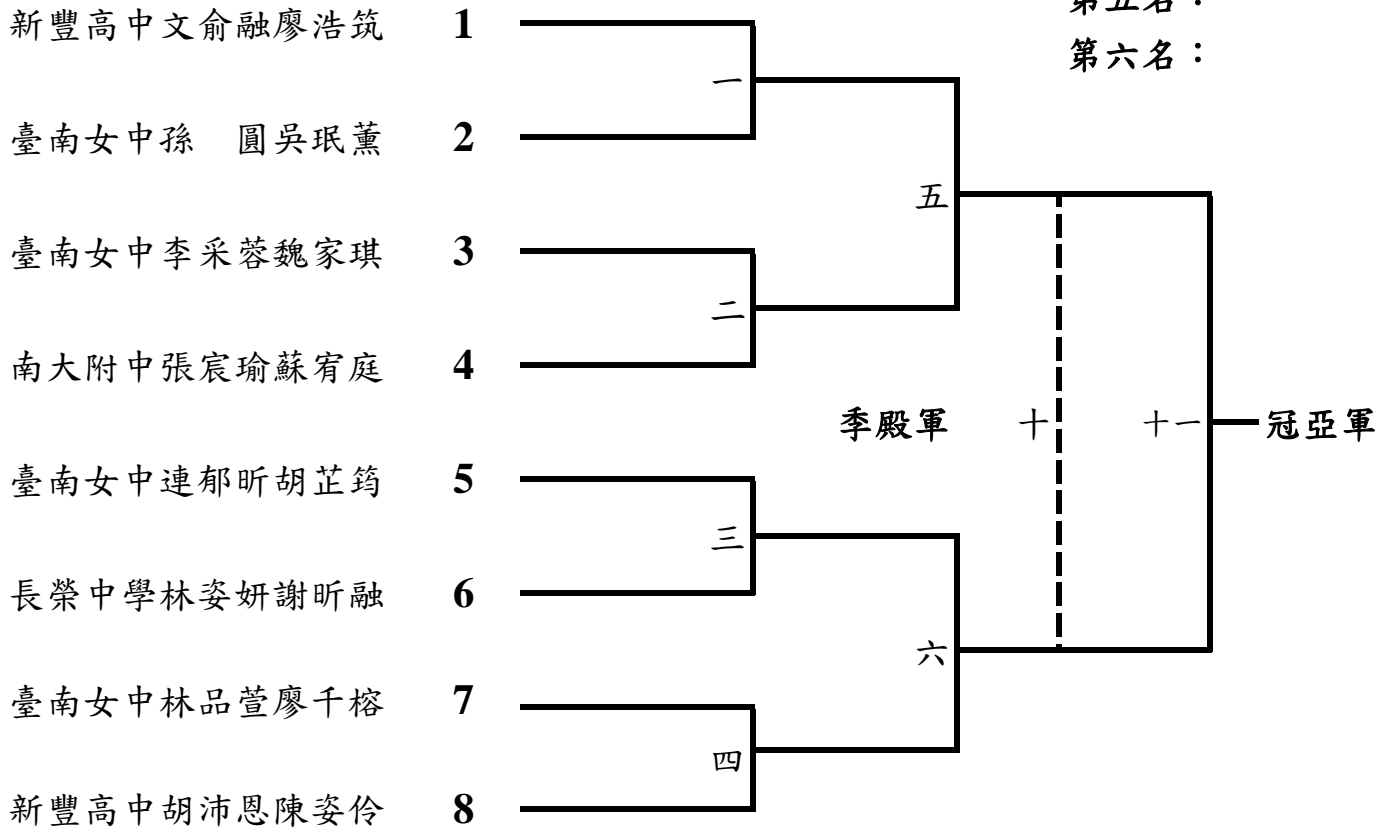 第五名：
新豐高中文俞融廖浩筑 1
第六名：
一
臺南女中孫　圓吳珉薰 2
五
臺南女中李采蓉魏家琪 3
二
南大附中張宸瑜蘇宥庭 4
季殿軍 十 十一 冠亞軍
臺南女中連郁昕胡芷筠 5
三
長榮中學林姿妍謝昕融 6
六
臺南女中林品萱廖千榕 7
四
新豐高中胡沛恩陳姿伶 8